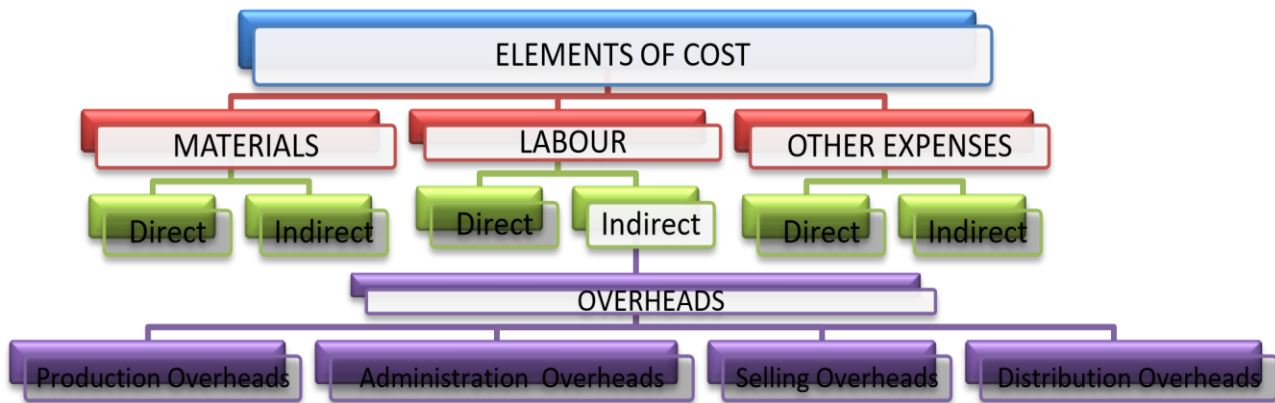 ELEMENTS OF COST
MATERIALS
LABOUR
OTHER EXPENSES
Direct
Indirect
Direct
Indirect
Direct
Indirect
OVERHEADS
Production Overheads
Administration Overheads
Selling Overheads
Distribution Overheads